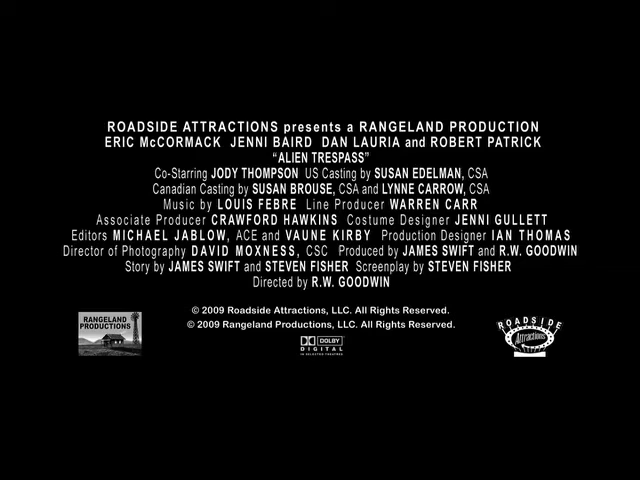 ROADSIDE ATTRACTIONS presents a RANGELAND PRODUCTION
ERIC McCORMACK JENNI BAIRD DAN LAURIA and ROBERT PATRICK
“ALIEN TRESPASS”
Co-Starring JODY THOMPSON US Casting by SUSAN EDELMAN, CSA
Canadian Casting by SUSAN BROUSE, CSA and LYNNE CARROW, CSA
Music by LOUIS FEBRE Line Producer WARREN CARR
Associate Producer CRAWFORD HAWKINS Costume Designer JENNI GULLETT
Editors MICHAEL JABLOW, ACE and VAUNE KIRBY Production Designer IAN THOMAS
Director of Photography DAVID MOXNESS, CSC Produced by JAMES SWIFT and R.W. GOODWIN
Story by JAMES SWIFT and STEVEN FISHER Screenplay by STEVEN FISHER
Directed by R.W. GOODWIN
© 2009 Roadside Attractions, LLC. All Rights Reserved.
© 2009 Rangeland Productions, LLC. All Rights Reserved.
RANGELAND
PRODUCTIONS
DOLBY
DIGITAL
IN SELECTED THEATRES
ROADSIDE
Attractions